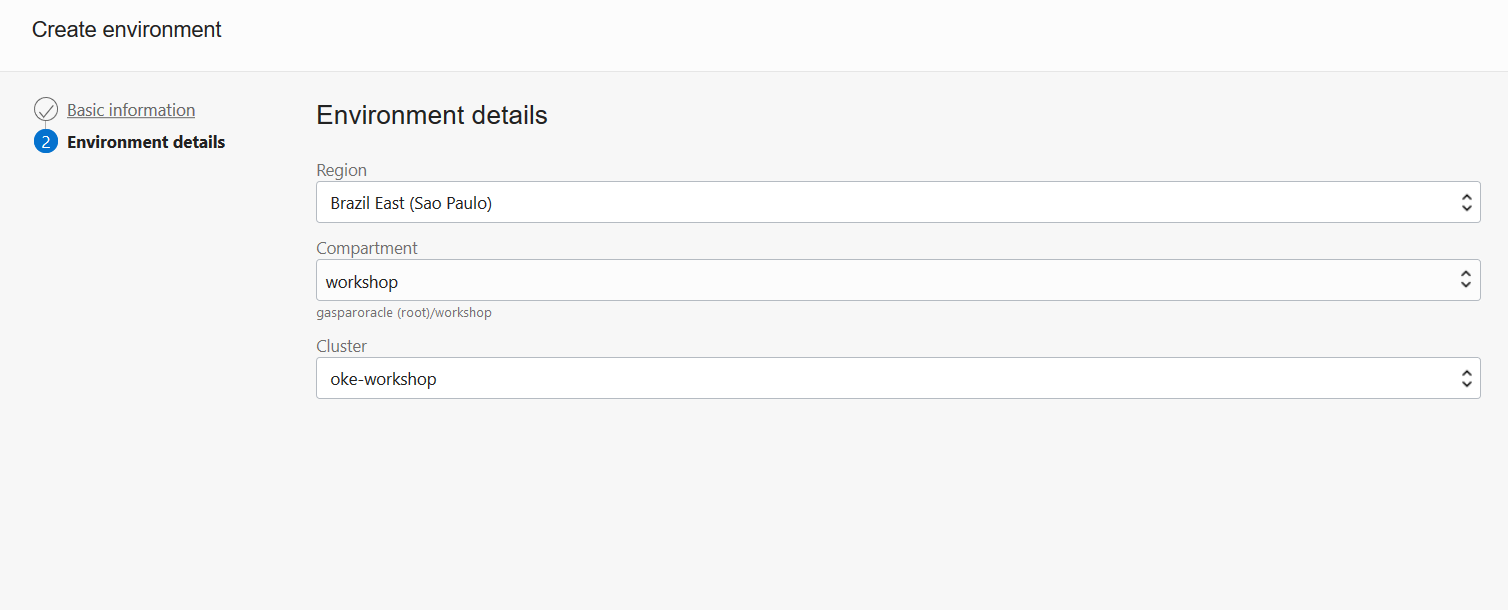 Create environment
Basic information
2 Environment details
Environment details
Region
Brazil East (Sao Paulo)
Compartment
workshop
gasparoracle (root)/workshop
Cluster
oke-workshop